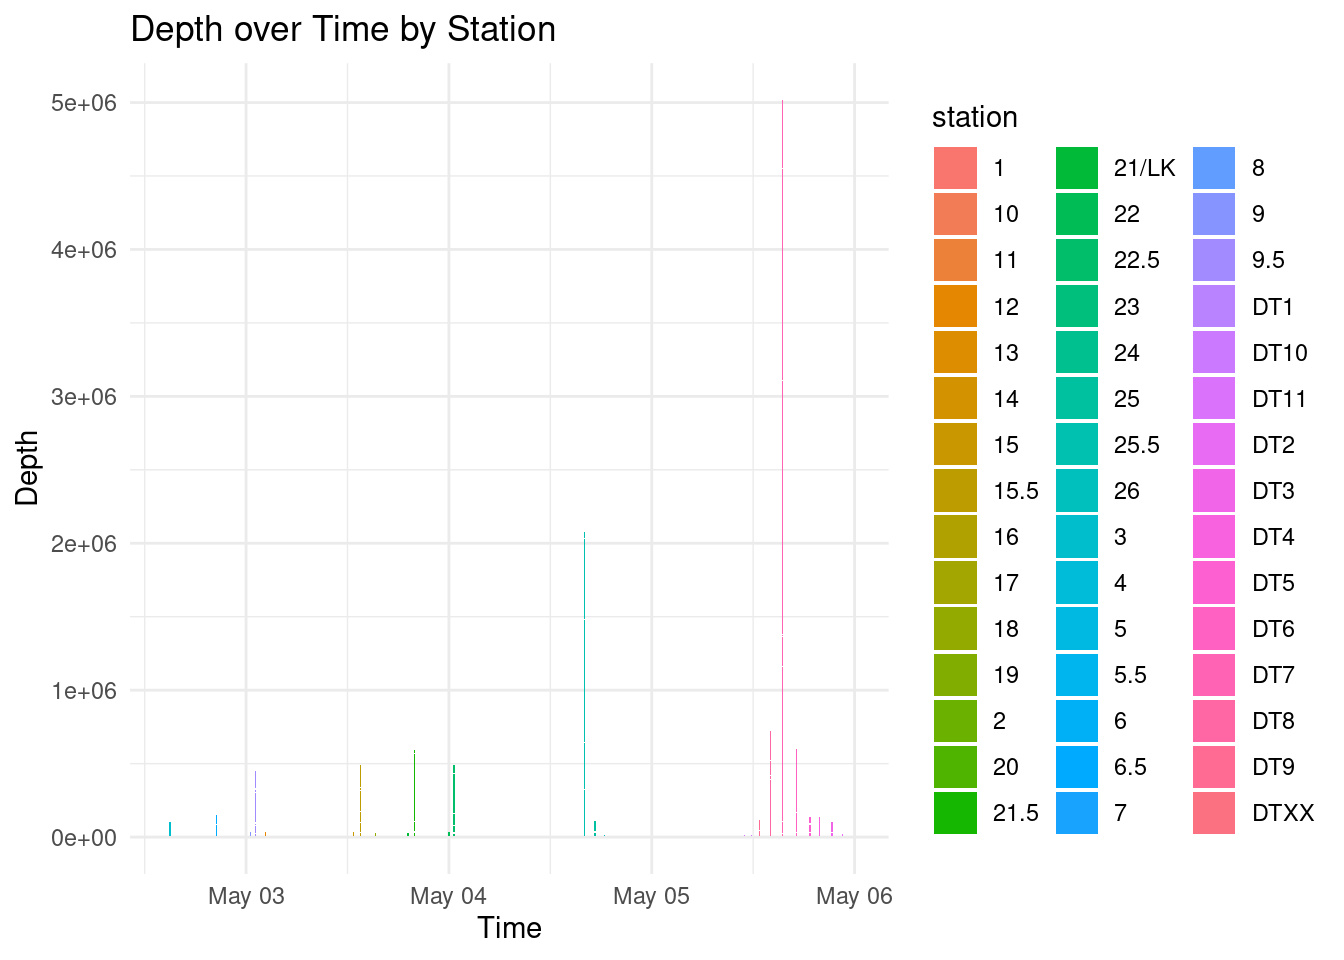 Depth over Time by Station
5e+06
4e+06
3e+06
2e+06
1e+06
0e+00
Depth
May 03
May 04
May 05
May 06
Time
station
1
10
11
12
13
14
15
15.5
16
17
18
19
2
20
21.5
21/LK
22
22.5
23
24
25
25.5
26
3
4
5
5.5
6
6.5
7
8
9
9.5
DT1
DT10
DT11
DT2
DT3
DT4
DT5
DT6
DT7
DT8
DT9
DTXX